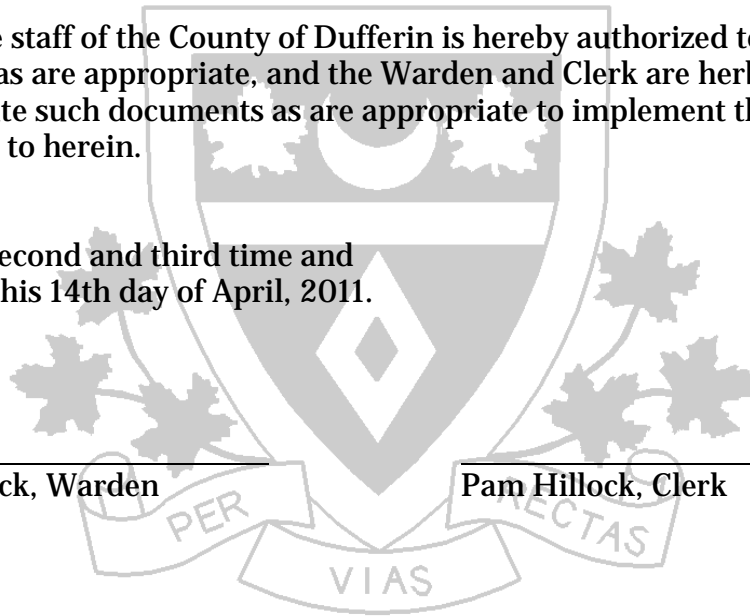 e staff of the County of Dufferin is hereby authorized to
as are appropriate, and the Warden and Clerk are herb
te such documents as are appropriate to implement th
to herein.
econd and third time and
his 14th day of April, 2011.
ck, Warden Pam Hillock, Clerk
PER VIAS RECTAS